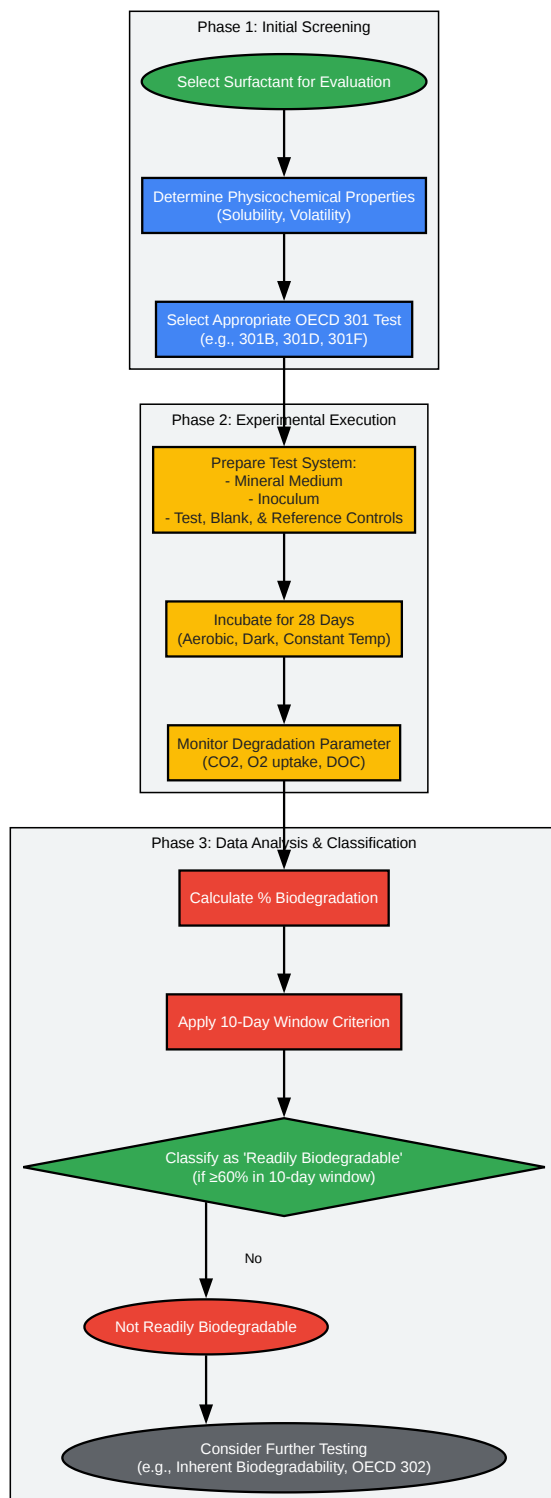 Phase 1: Initial Screening
Select Surfactant for Evaluation
Determine Physicochemical Properties
(Solubility, Volatility)
Select Appropriate OECD 301 Test
(e.g., 301B, 301D, 301F)
Phase 2: Experimental Execution
Prepare Test System:
- Mineral Medium
- Inoculum
- Test, Blank, & Reference Controls
Incubate for 28 Days
(Aerobic, Dark, Constant Temp)
Monitor Degradation Parameter
(CO2, O2 uptake, DOC)
Phase 3: Data Analysis & Classification
Calculate % Biodegradation
Apply 10-Day Window Criterion
Classify as 'Readily Biodegradable'
(if ≥60% in 10-day window)
No
Not Readily Biodegradable
Consider Further Testing
(e.g., Inherent Biodegradability, OECD 302)